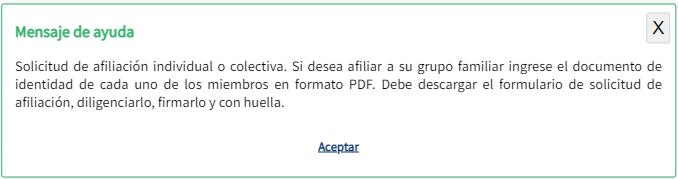 Mensaje de ayuda
X
Solicitud de afiliación individual o colectiva. Si desea afiliar a su grupo familiar ingrese el documento de
identidad de cada uno de los miembros en formato PDF. Debe descargar el formulario de solicitud de
afiliación, diligenciarlo, firmarlo y con huella.
Aceptar